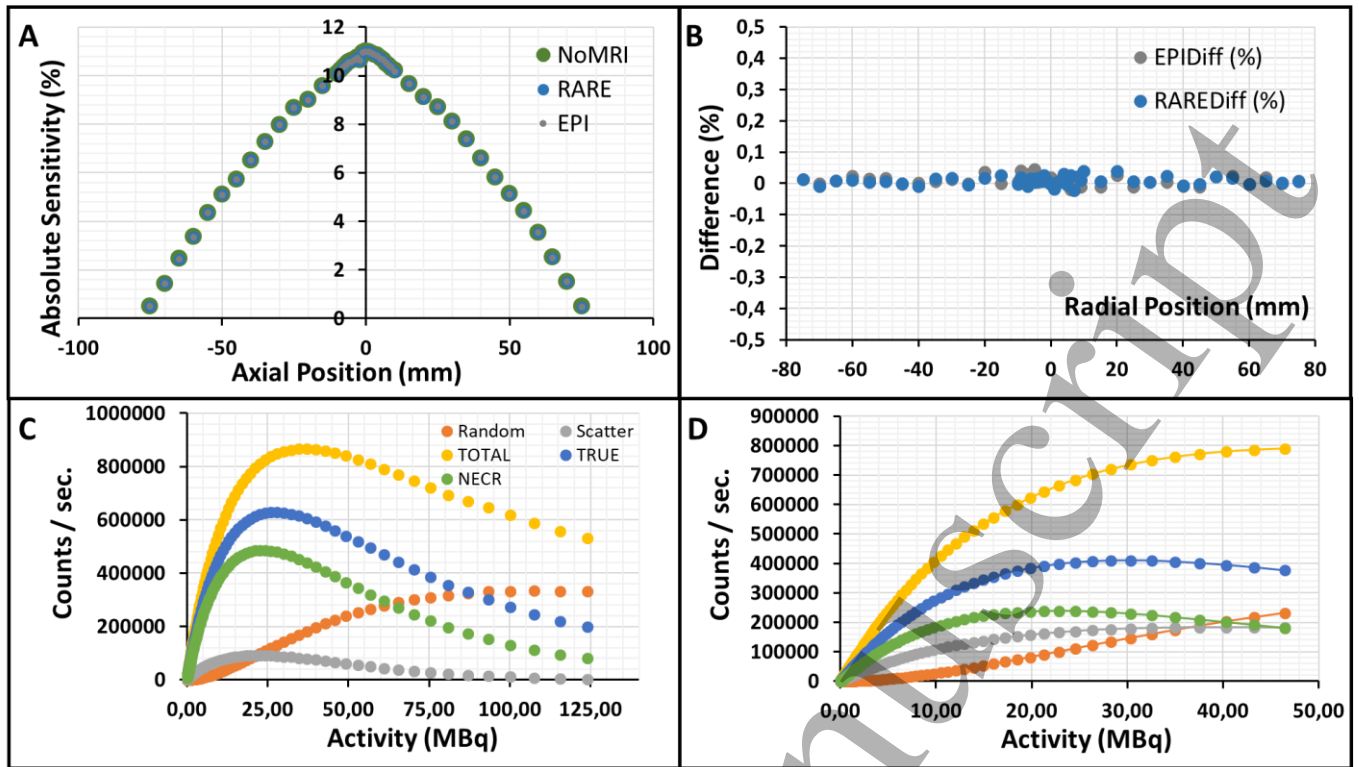 A
Absolute Sensitivity (%)
12
10
8
6
4
2
0
NoMRI
RARE
EPI
-100
-50
0
50
100
Axial Position (mm)
B
Difference (%)
0,5
0,4
0,3
0,2
0,1
0
-0,1
-0,2
-0,3
-0,4
-0,5
EPIDiff (%)
RAREDiff (%)
Radial Position (mm)
-80
-60
-40
-20
0
20
40
60
80
C
Counts / sec.
1000000
800000
600000
400000
200000
0
Random
Scatter
TOTAL
TRUE
NECR
0,00
25,00
50,00
75,00
100,00
125,00
Activity (MBq)
D
Counts / sec.
900000
800000
700000
600000
500000
400000
300000
200000
100000
0
0,00
10,00
20,00
30,00
40,00
50,00
Activity (MBq)
nuscript